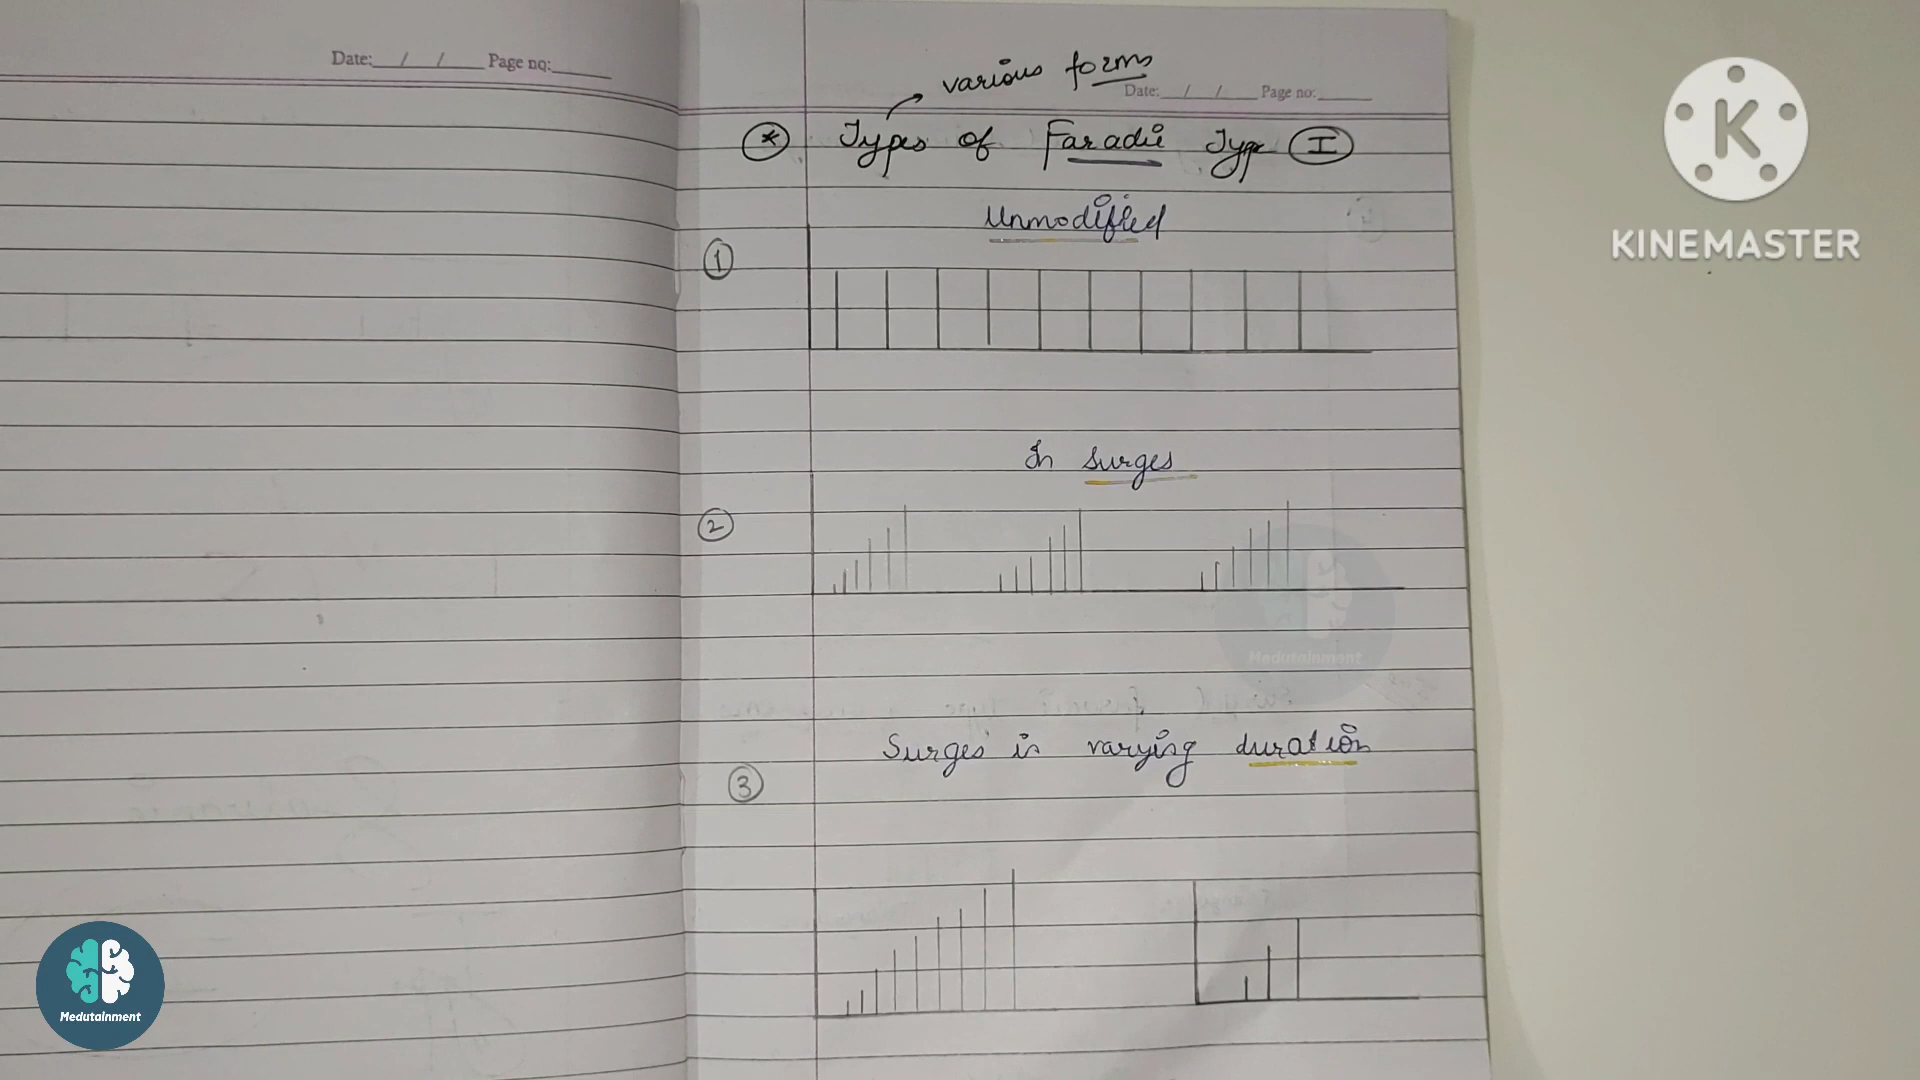 Date: / / Page no:
various forms
Date: / / Page no:
* Types of Faradic Type I
Unmodified
1
In Surges
2
Medutainment
Surges in varying duration
3
K
KINEMASTER
Medutainment